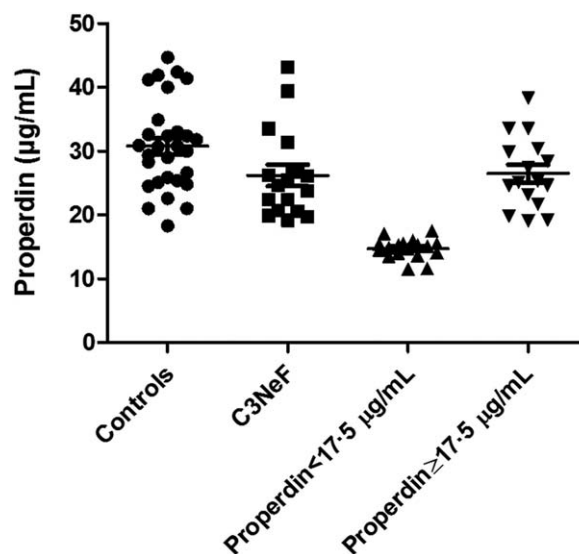 Properdin (µg/mL)
50
40
30
20
10
0
Controls
C3NeF
Properdin<17·5 µg/mL
Properdin≥17·5 µg/mL